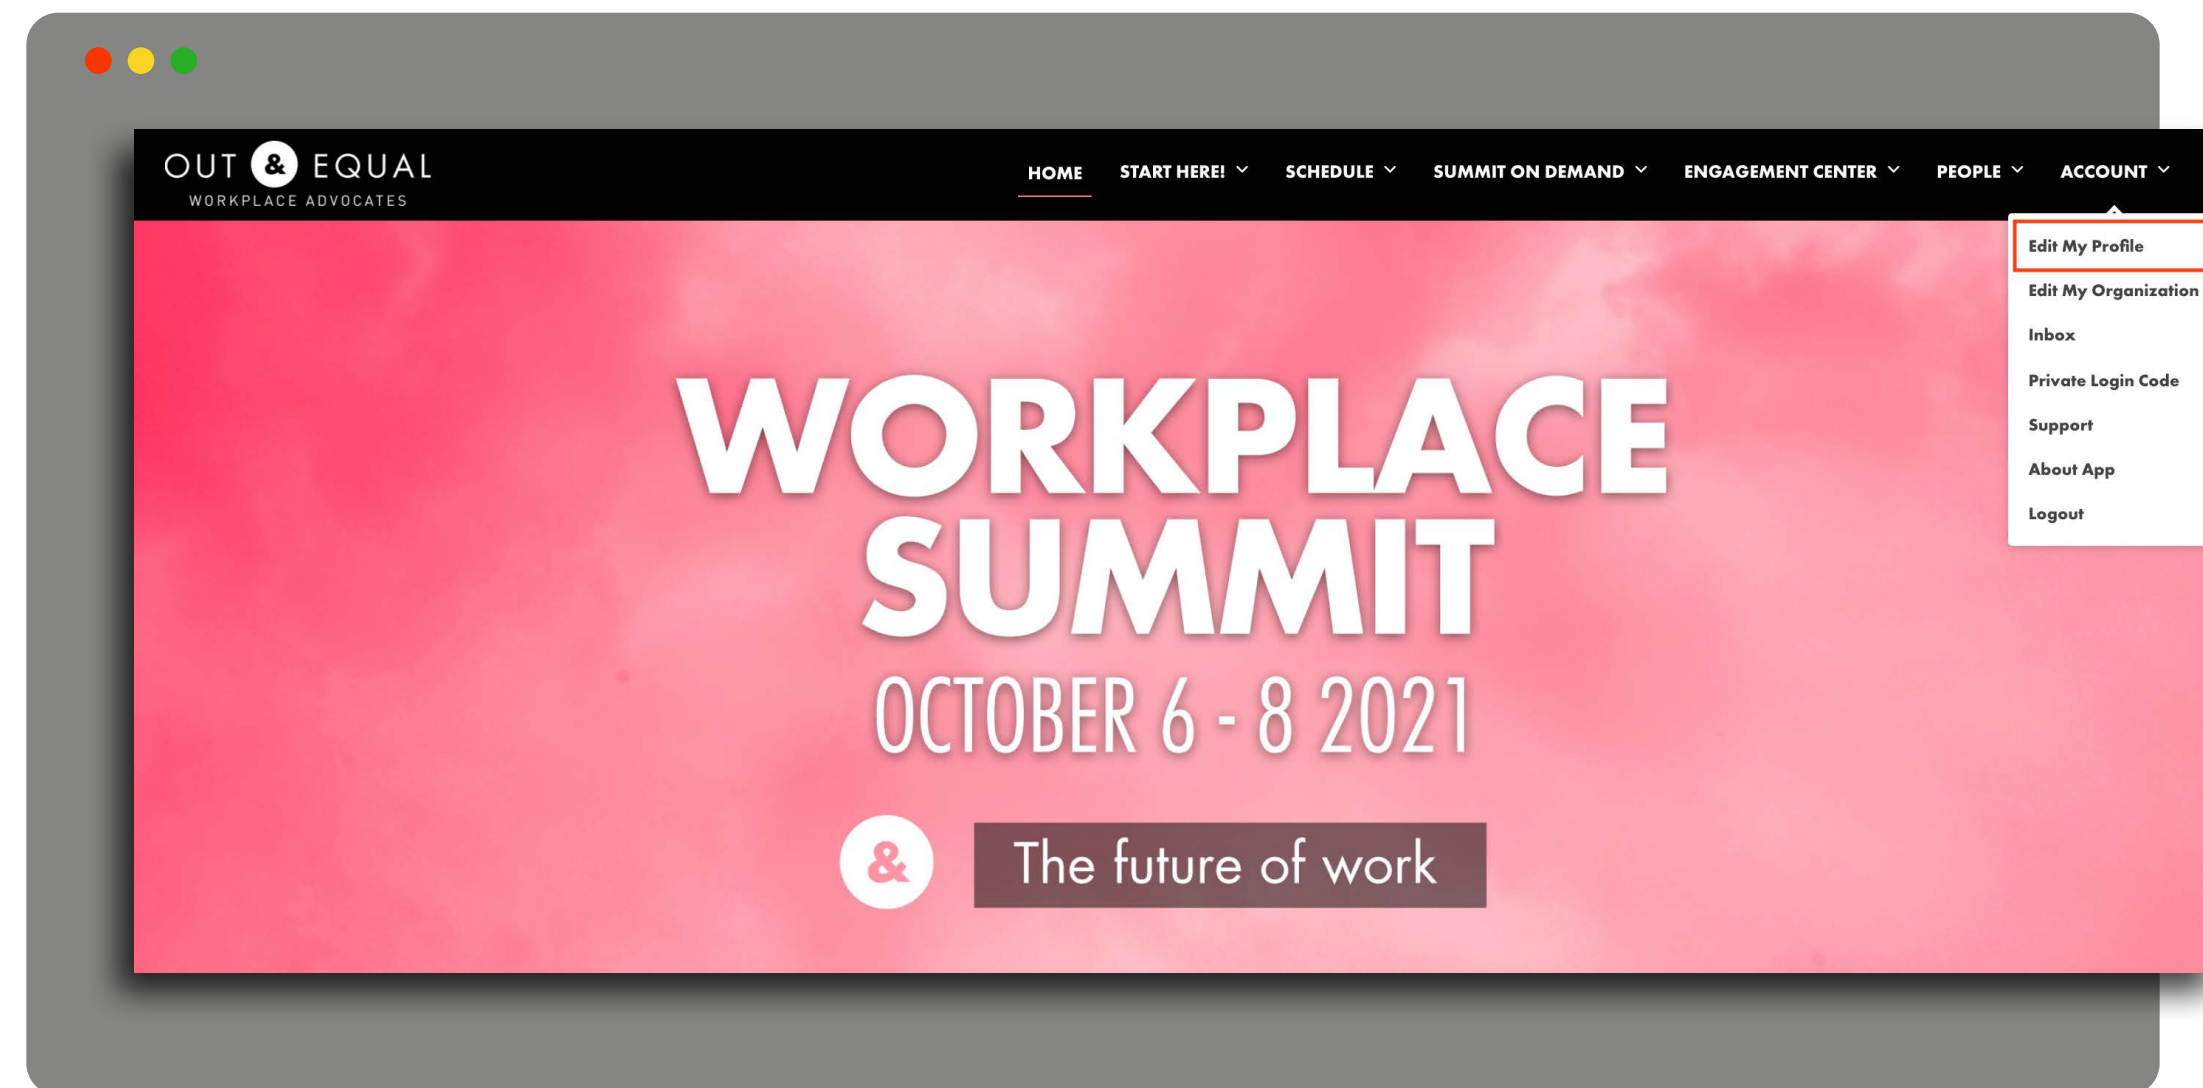 OUT & EQUAL
WORKPLACE ADVOCATES
HOME START HERE! SCHEDULE SUMMIT ON DEMAND ENGAGEMENT CENTER PEOPLE ACCOUNT
Edit My Profile
Edit My Organization
Inbox
Private Login Code
Support
About App
Logout
WORKPLACE
SUMMIT
OCTOBER 6 - 8 2021
& The future of work